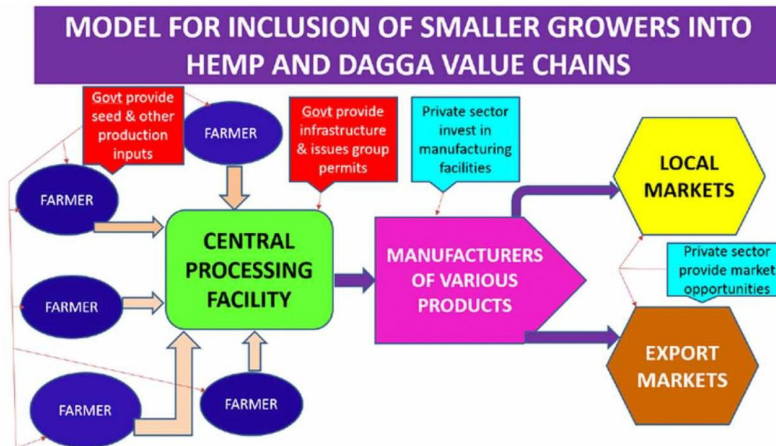 MODEL FOR INCLUSION OF SMALLER GROWERS INTO
HEMP AND DAGGA VALUE CHAINS
Govt provide
seed & other
production
inputs
FARMER
Govt provide
infrastructure
& issues group
permits
Private sector
invest in
manufacturing
facilities
LOCAL
MARKETS
FARMER
CENTRAL
PROCESSING
FACILITY
MANUFACTURERS
OF VARIOUS
PRODUCTS
Private sector
provide market
opportunities
FARMER
EXPORT
MARKETS
FARMER
FARMER